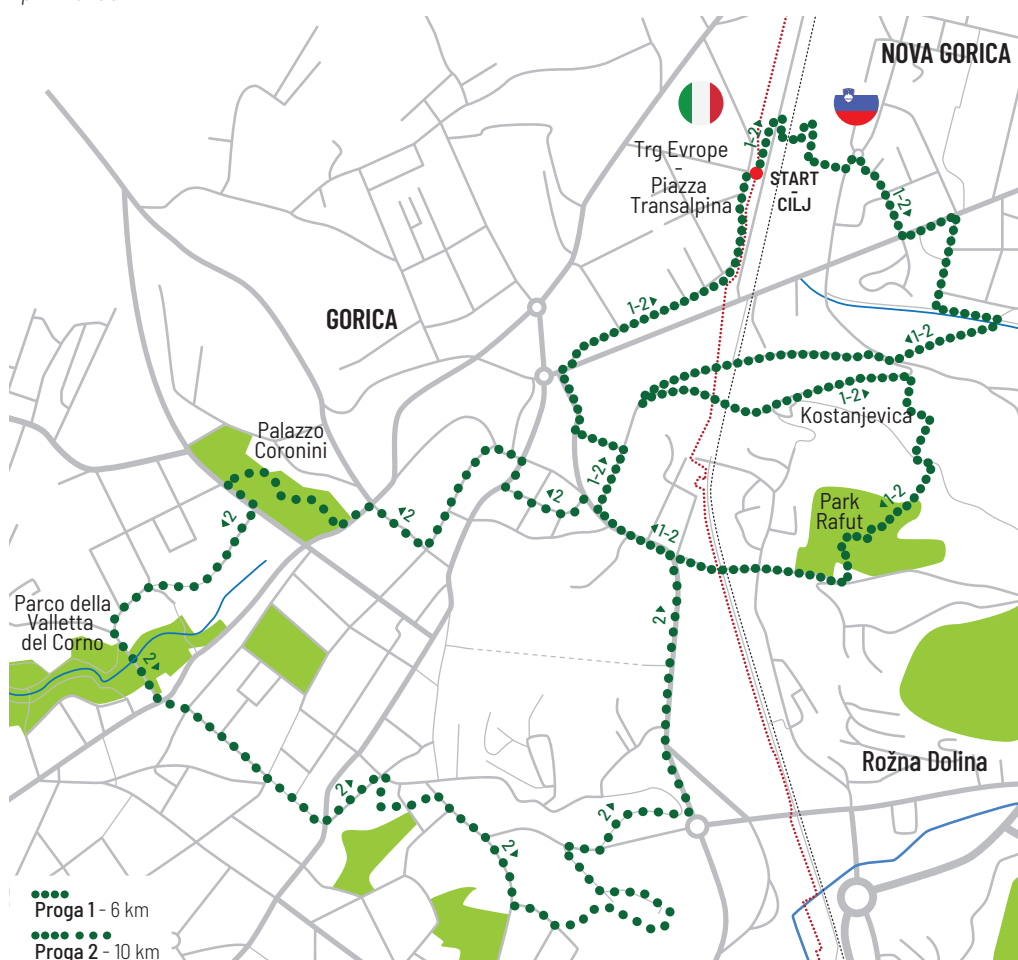 NOVA GORICA
Trg Evrope
-
Piazza
Transalpina
START
-
CILJ
1-2
1-2
GORICA
1-2
1-2
1-2
Kostanjevica
Palazzo
Coronini
1-2
2
2
1-2
Park
Rafut
2
1-2
Parco della
Valletta
del Corno
2
2
Rožna Dolina
2
2
2
Proga 1 - 6 km
Proga 2 - 10 km